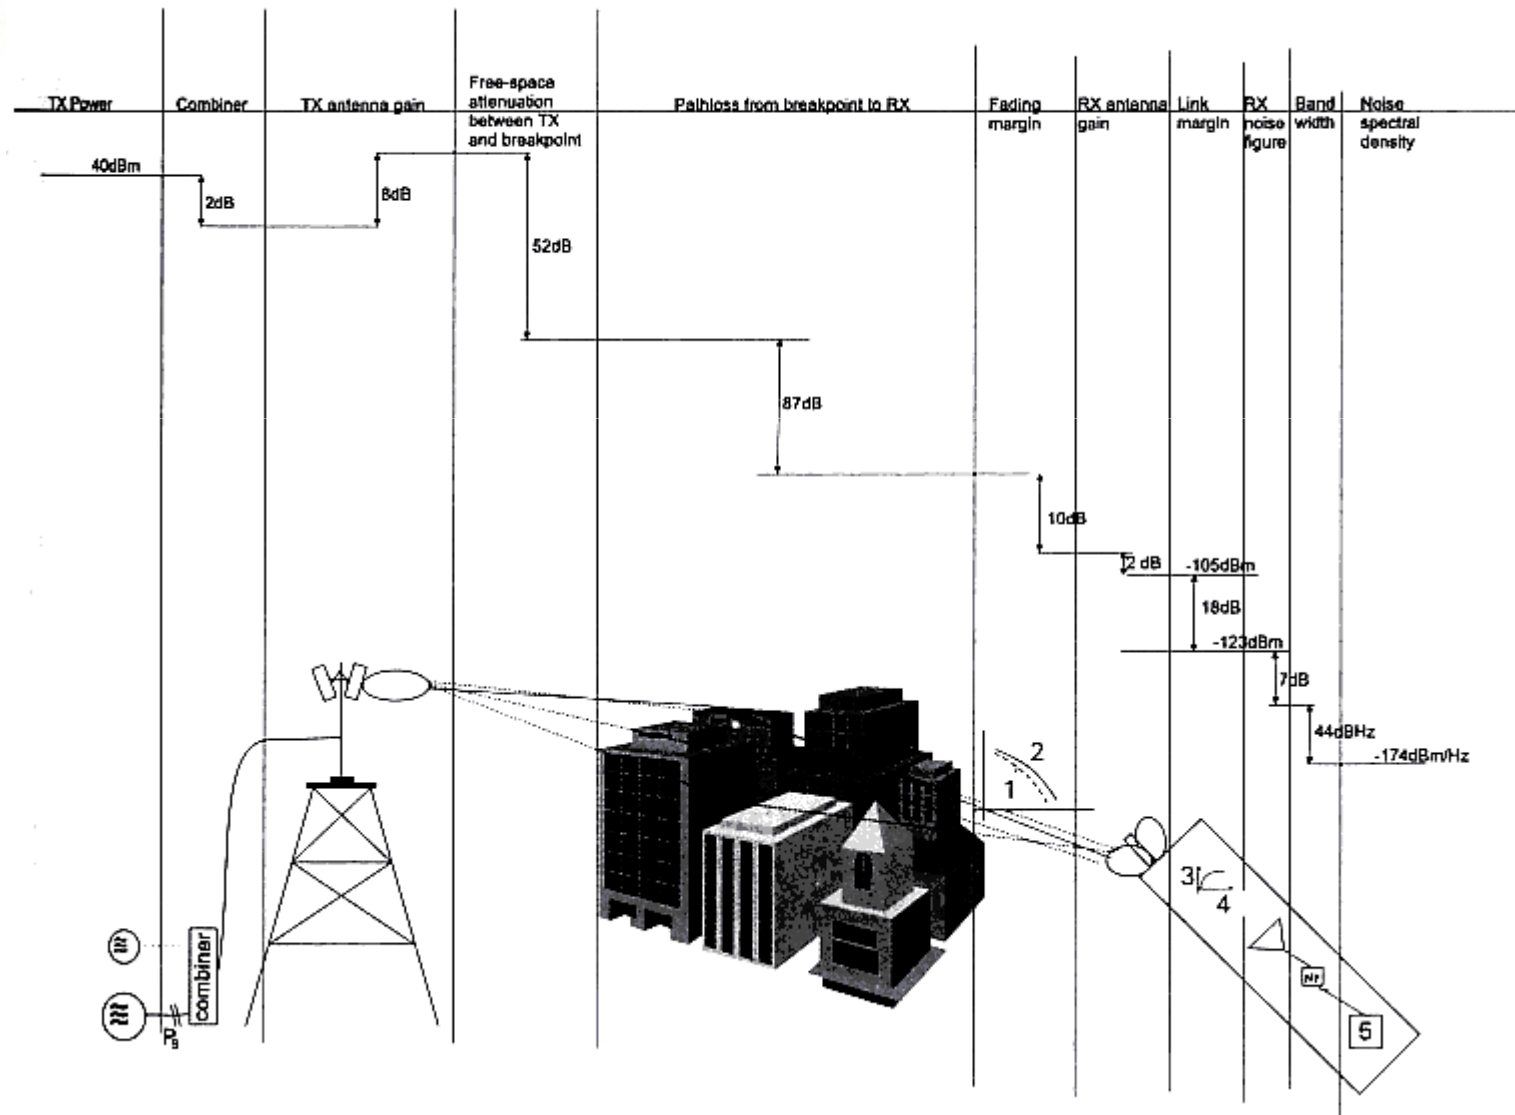 TX Power
Combiner
TX antenna gain
Free-space
attenuation
between TX
and breakpoint
Pathloss from breakpoint to RX
Fading
margin
RX antenna
gain
Link
margin
RX
noise
figure
Band
width
Noise
spectral
density
40dBm
2dB
8dB
52dB
87dB
10dB
2 dB
-105dBm
18dB
-123dBm
7dB
44dBHz
-174dBm/Hz
2
1
3
4
combiner
NF
5